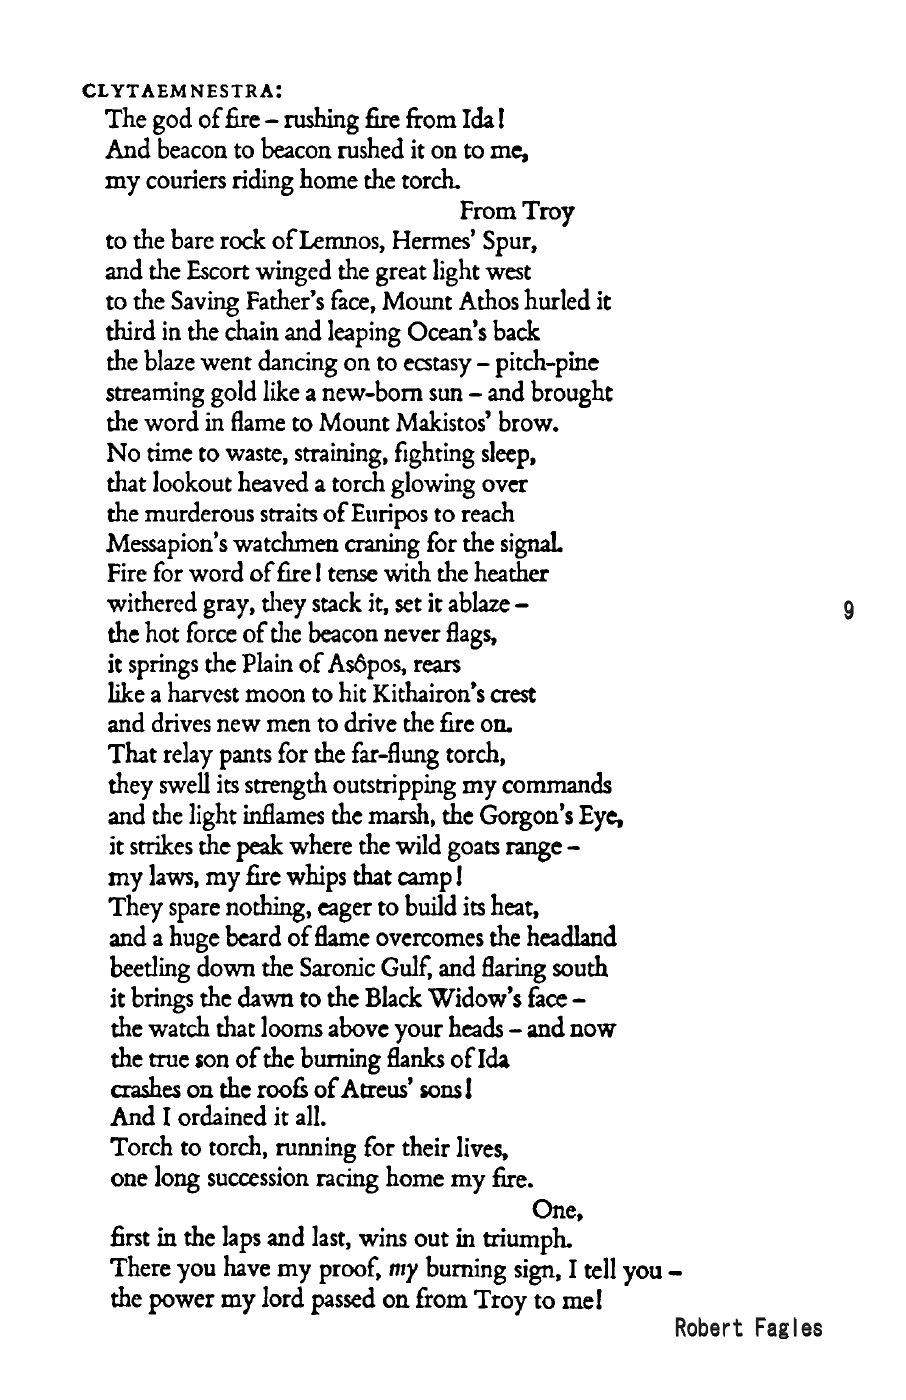 CLYTAEMNESTRA:
The god of fire – rushing fire from Ida!
And beacon to beacon rushed it on to me,
my couriers riding home the torch.
From Troy
to the bare rock of Lemnos, Hermes' Spur,
and the Escort winged the great light west
to the Saving Father's face, Mount Athos hurled it
third in the chain and leaping Ocean's back
the blaze went dancing on to ecstasy – pitch-pine
streaming gold like a new-born sun – and brought
the word in flame to Mount Makistos' brow.
No time to waste, straining, fighting sleep,
that lookout heaved a torch glowing over
the murderous straits of Euripos to reach
Messapion's watchmen craning for the signal.
Fire for word of fire! tense with the heather
withered gray, they stack it, set it ablaze –
the hot force of the beacon never flags,
it springs the Plain of Asôpos, rears
like a harvest moon to hit Kithairon's crest
and drives new men to drive the fire on.
That relay pants for the far-flung torch,
they swell its strength outstripping my commands
and the light inflames the marsh, the Gorgon's Eye,
it strikes the peak where the wild goats range –
my laws, my fire whips that camp!
They spare nothing, eager to build its heat,
and a huge beard of flame overcomes the headland
beetling down the Saronic Gulf, and flaring south
it brings the dawn to the Black Widow's face –
the watch that looms above your heads – and now
the true son of the burning flanks of Ida
crashes on the roofs of Atreus' sons!
And I ordained it all.
Torch to torch, running for their lives,
one long succession racing home my fire.
One,
first in the laps and last, wins out in triumph.
There you have my proof, my burning sign, I tell you –
the power my lord passed on from Troy to me!
9
Robert Fagles